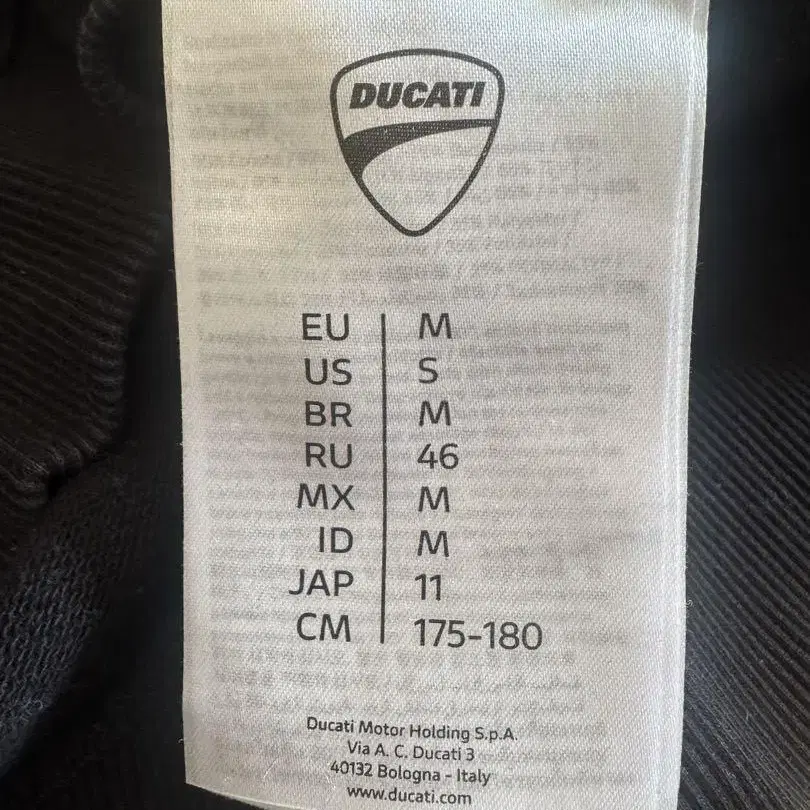 DUCATI
EU M
US S
BR M
RU 46
MX M
ID M
JAP 11
CM 175-180
Ducati Motor Holding S.p.A.
Via A. C. Ducati 3
40132 Bologna - Italy
www.ducati.com